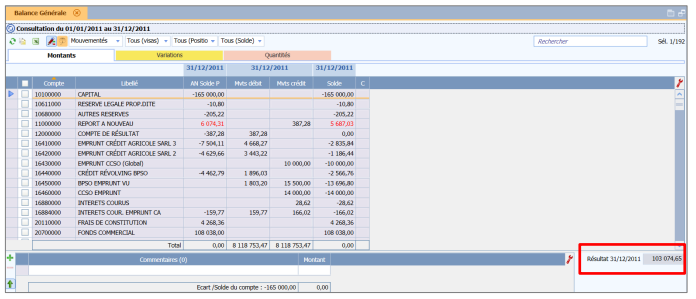 Balance Générale
Consultation du 01/01/2011 au 31/12/2011
Mouvementés Tous (visas) Tous (Positio Tous (Solde) Rechercher Sél. 1/192
Montants Variations Quantités
31/12/2011 31/12/2011 31/12/2011
Compte Libellé AN Solde P Mvts débit Mvts crédit Solde C
10100000 CAPITAL -165 000,00 -165 000,00
10611000 RESERVE LEGALE PROP.DITE -10,80 -10,80
10680000 AUTRES RESERVES -205,22 -205,22
11000000 REPORT A NOUVEAU 6 074,31 387,28 5 687,03
12000000 COMPTE DE RÉSULTAT -387,28 387,28 0,00
16410000 EMPRUNT CRÉDIT AGRICOLE SARL 3 -7 504,11 4 668,27 -2 835,84
16420000 EMPRUNT CRÉDIT AGRICOLE SARL 2 -4 629,66 3 443,22 -1 186,44
16430000 EMPRUNT CCSO (Global) 10 000,00 -10 000,00
16440000 CRÉDIT RÉVOLVING BPSO -4 462,79 1 896,03 -2 566,76
16450000 BPSO EMPRUNT VU 1 803,20 15 500,00 -13 696,80
16460000 CCSO EMPRUNT 14 000,00 -14 000,00
16880000 INTERETS COURUS 28,62 -28,62
16884000 INTERETS COUR. EMPRUNT CA -159,77 159,77 166,02 -166,02
20110000 FRAIS DE CONSTITUTION 4 268,36 4 268,36
20700000 FONDS COMMERCIAL 108 038,00 108 038,00
Total 0,00 8 118 753,47 8 118 753,47 0,00
Commentaires (0) Montant Résultat 31/12/2011 103 074,65
Ecart /Solde du compte : -165 000,00 0,00